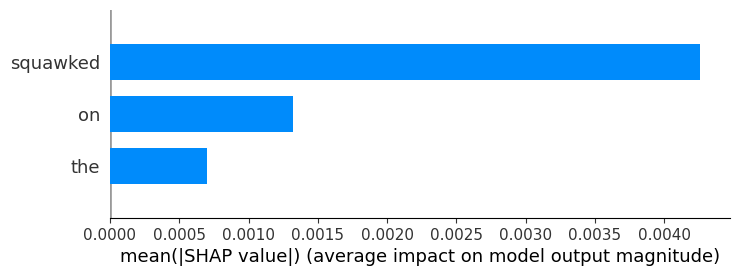 squawked
on
the
0.0000 0.0005 0.0010 0.0015 0.0020 0.0025 0.0030 0.0035 0.0040
mean(|SHAP value|) (average impact on model output magnitude)